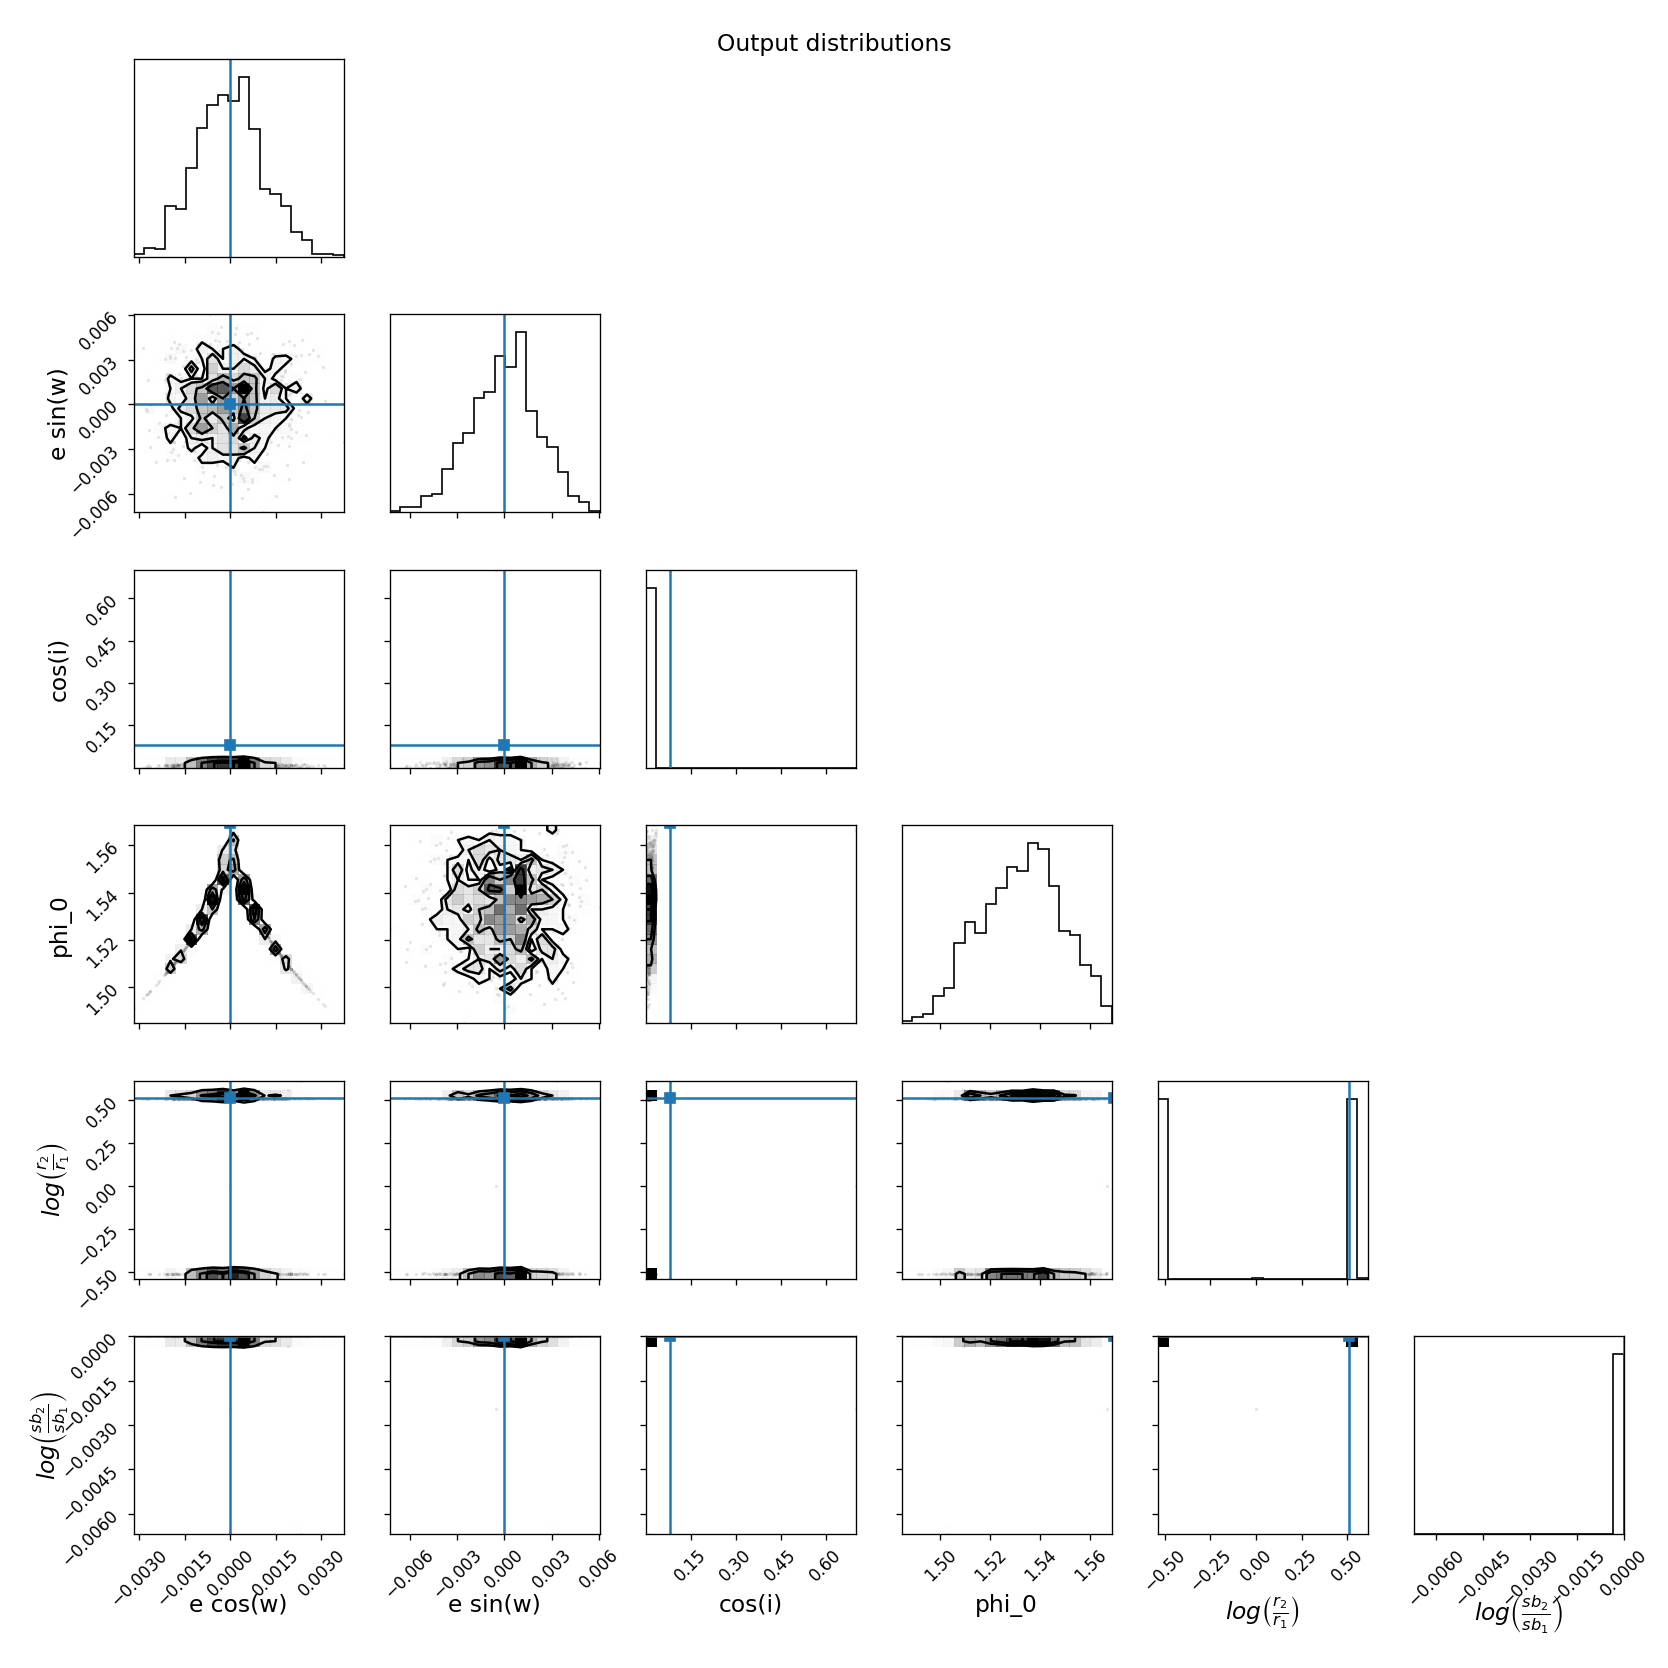 Output distributions
e sin(w)
0.006
0.003
0.000
−0.003
−0.006
cos(i)
0.60
0.45
0.30
0.15
phi_0
1.56
1.54
1.52
1.50
log(r₂/r₁)
0.50
0.25
0.00
−0.25
−0.50
log(sb₂/sb₁)
0.0000
−0.0015
−0.0030
−0.0045
−0.0060
−0.0030 −0.0015 0.0000 0.0015 0.0030
−0.006 −0.003 0.000 0.003 0.006
0.15 0.30 0.45 0.60
1.50 1.52 1.54 1.56
−0.50 −0.25 0.00 0.25 0.50
−0.0060 −0.0045 −0.0030 −0.0015 0.0000
e cos(w) e sin(w) cos(i) phi_0 log(r₂/r₁) log(sb₂/sb₁)